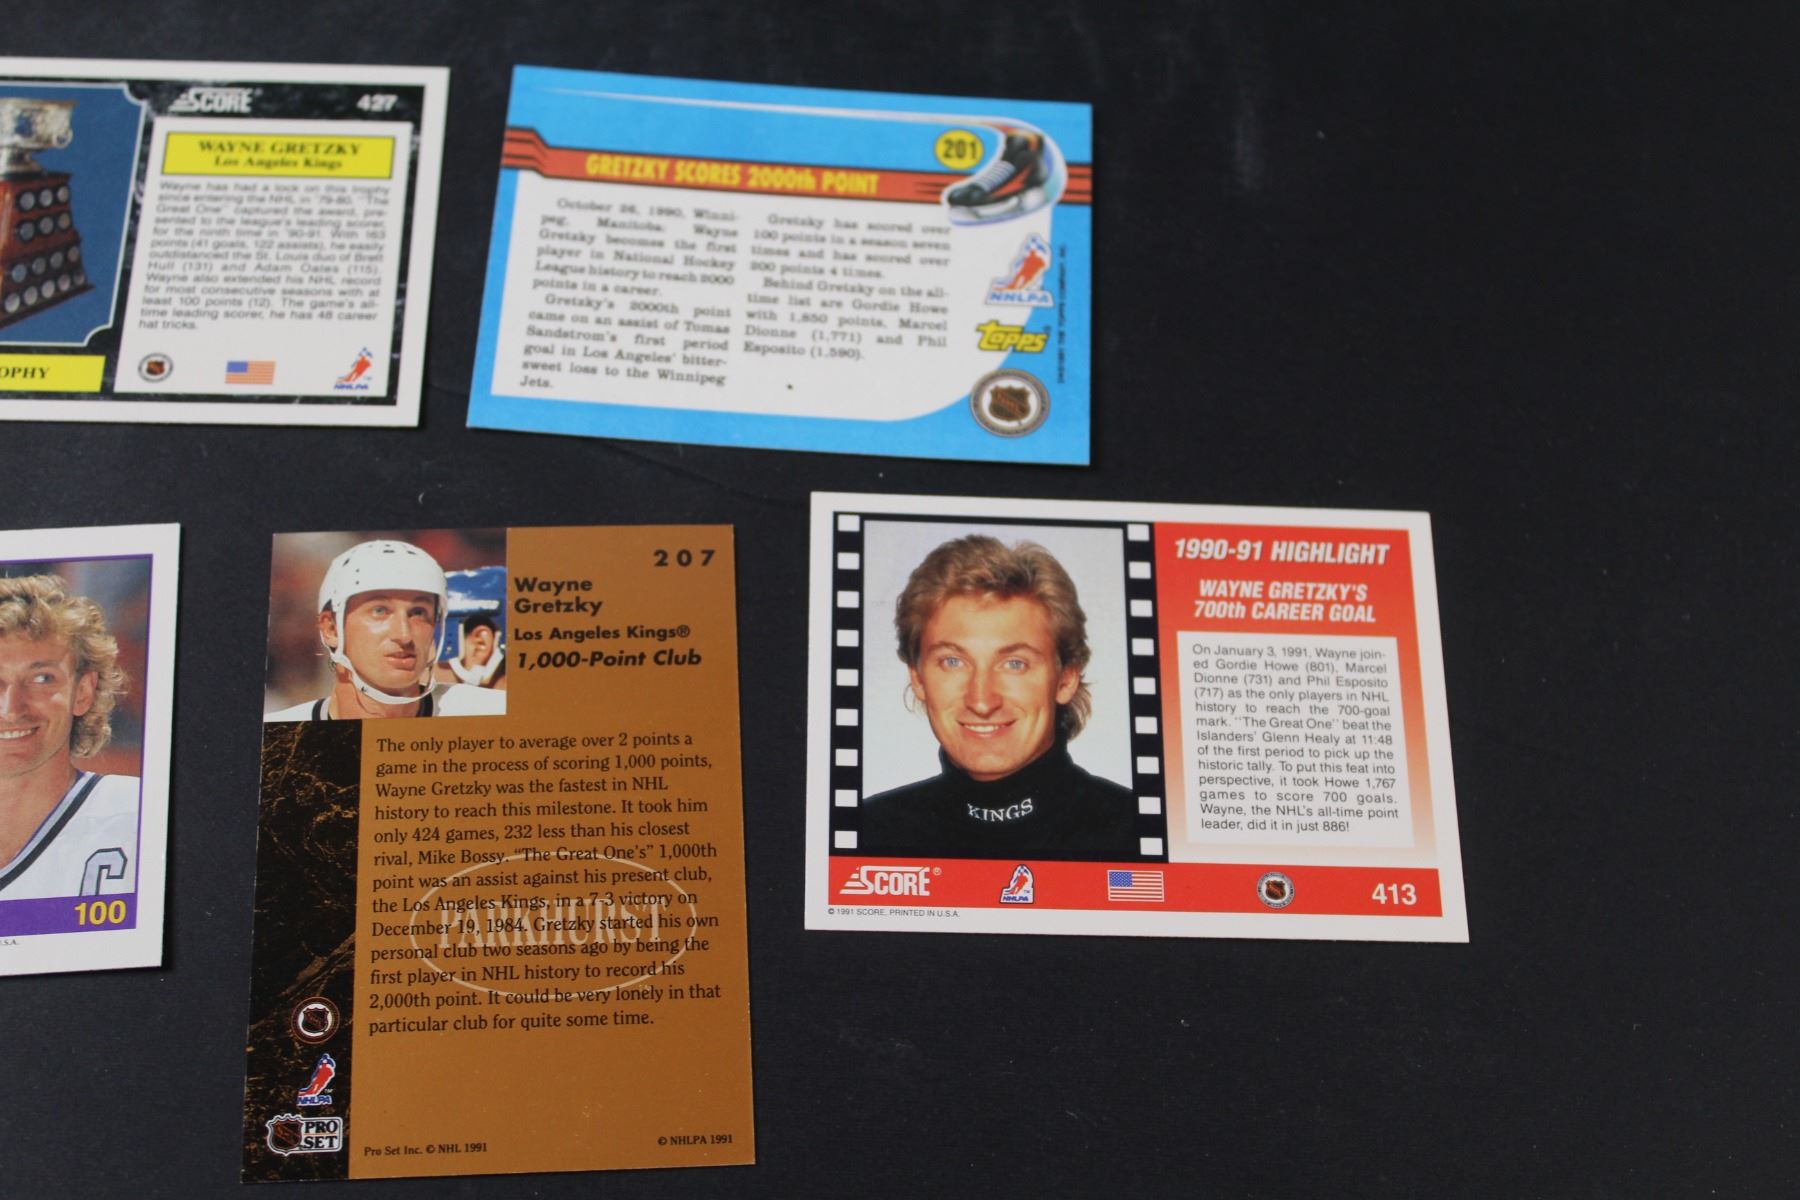 SCORE® 427
WAYNE GRETZKY
Los Angeles Kings
Wayne has had a lock on this trophy
since entering the NHL in '79-80. "The
Great One" captured the award, pre-
sented to the league's leading scorer,
for the ninth time in '90-91. With 163
points (41 goals, 122 assists), he easily
outdistanced the St. Louis duo of Brett
Hull (131) and Adam Oates (115).
Wayne also extended his NHL record
for most consecutive seasons with at
least 100 points (12). The game's all-
time leading scorer, he has 48 career
hat tricks.
OPHY
NHLPA
201
GRETZKY SCORES 2000th POINT
October 26, 1990, Winni-
peg, Manitoba: Wayne
Gretzky becomes the first
player in National Hockey
League history to reach 2000
points in a career.
Gretzky's 2000th point
came on an assist of Tomas
Sandstrom's first period
goal in Los Angeles' bitter-
sweet loss to the Winnipeg
Jets.
Gretzky has scored over
100 points in a season seven
times and has scored over
200 points 4 times.
Behind Gretzky on the all-
time list are Gordie Howe
with 1,850 points, Marcel
Dionne (1,771) and Phil
Esposito (1,590).
NHLPA
Topps®
100
U.S.A.
207
Wayne
Gretzky
Los Angeles Kings®
1,000-Point Club
The only player to average over 2 points a
game in the process of scoring 1,000 points,
Wayne Gretzky was the fastest in NHL
history to reach this milestone. It took him
only 424 games, 232 less than his closest
rival, Mike Bossy. "The Great One's" 1,000th
point was an assist against his present club,
the Los Angeles Kings, in a 7-3 victory on
December 19, 1984. Gretzky started his own
personal club two seasons ago by being the
first player in NHL history to record his
2,000th point. It could be very lonely in that
particular club for quite some time.
PARKHURST
NHLPA
PRO
SET
Pro Set Inc. © NHL 1991
© NHLPA 1991
KINGS
1990-91 HIGHLIGHT
WAYNE GRETZKY'S
700th CAREER GOAL
On January 3, 1991, Wayne join-
ed Gordie Howe (801), Marcel
Dionne (731) and Phil Esposito
(717) as the only players in NHL
history to reach the 700-goal
mark. "The Great One" beat the
Islanders' Glenn Healy at 11:48
of the first period to pick up the
historic tally. To put this feat into
perspective, it took Howe 1,767
games to score 700 goals.
Wayne, the NHL's all-time point
leader, did it in just 886!
SCORE® NHLPA 413
© 1991 SCORE, PRINTED IN U.S.A.